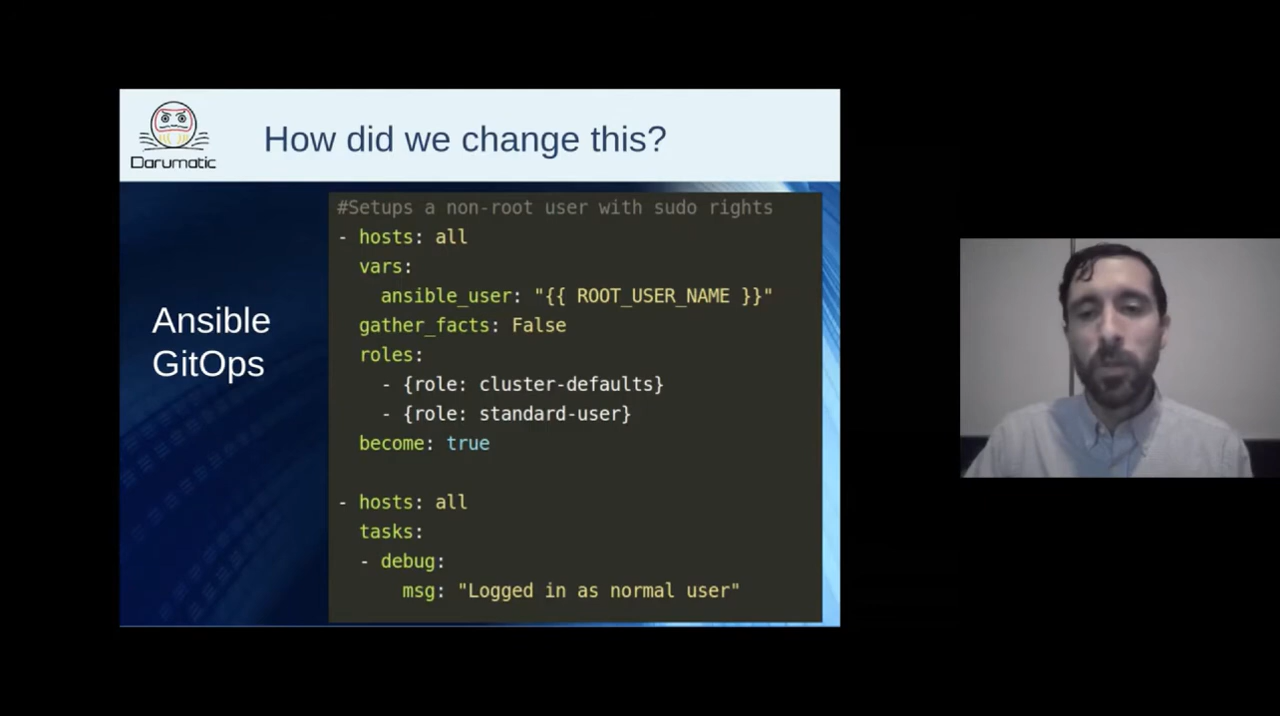 Darumatic
How did we change this?
Ansible
GitOps
#Setups a non-root user with sudo rights
- hosts: all
  vars:
    ansible_user: "{{ ROOT_USER_NAME }}"
  gather_facts: False
  roles:
    - {role: cluster-defaults}
    - {role: standard-user}
  become: true
- hosts: all
  tasks:
  - debug:
      msg: "Logged in as normal user"